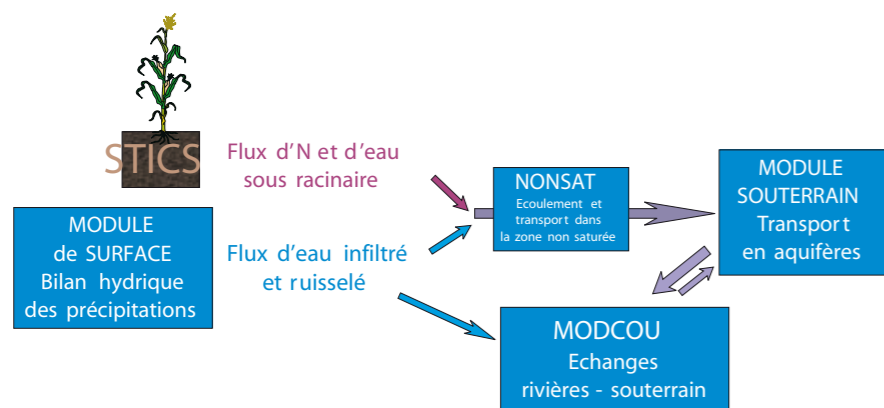 STICS
Flux d'N et d'eau
sous racinaire
MODULE
de SURFACE
Bilan hydrique
des précipitations
Flux d'eau infiltré
et ruisselé
NONSAT
Ecoulement et
transport dans
la zone non saturée
MODULE
SOUTERRAIN
Transport
en aquifères
MODCOU
Echanges
rivières - souterrain